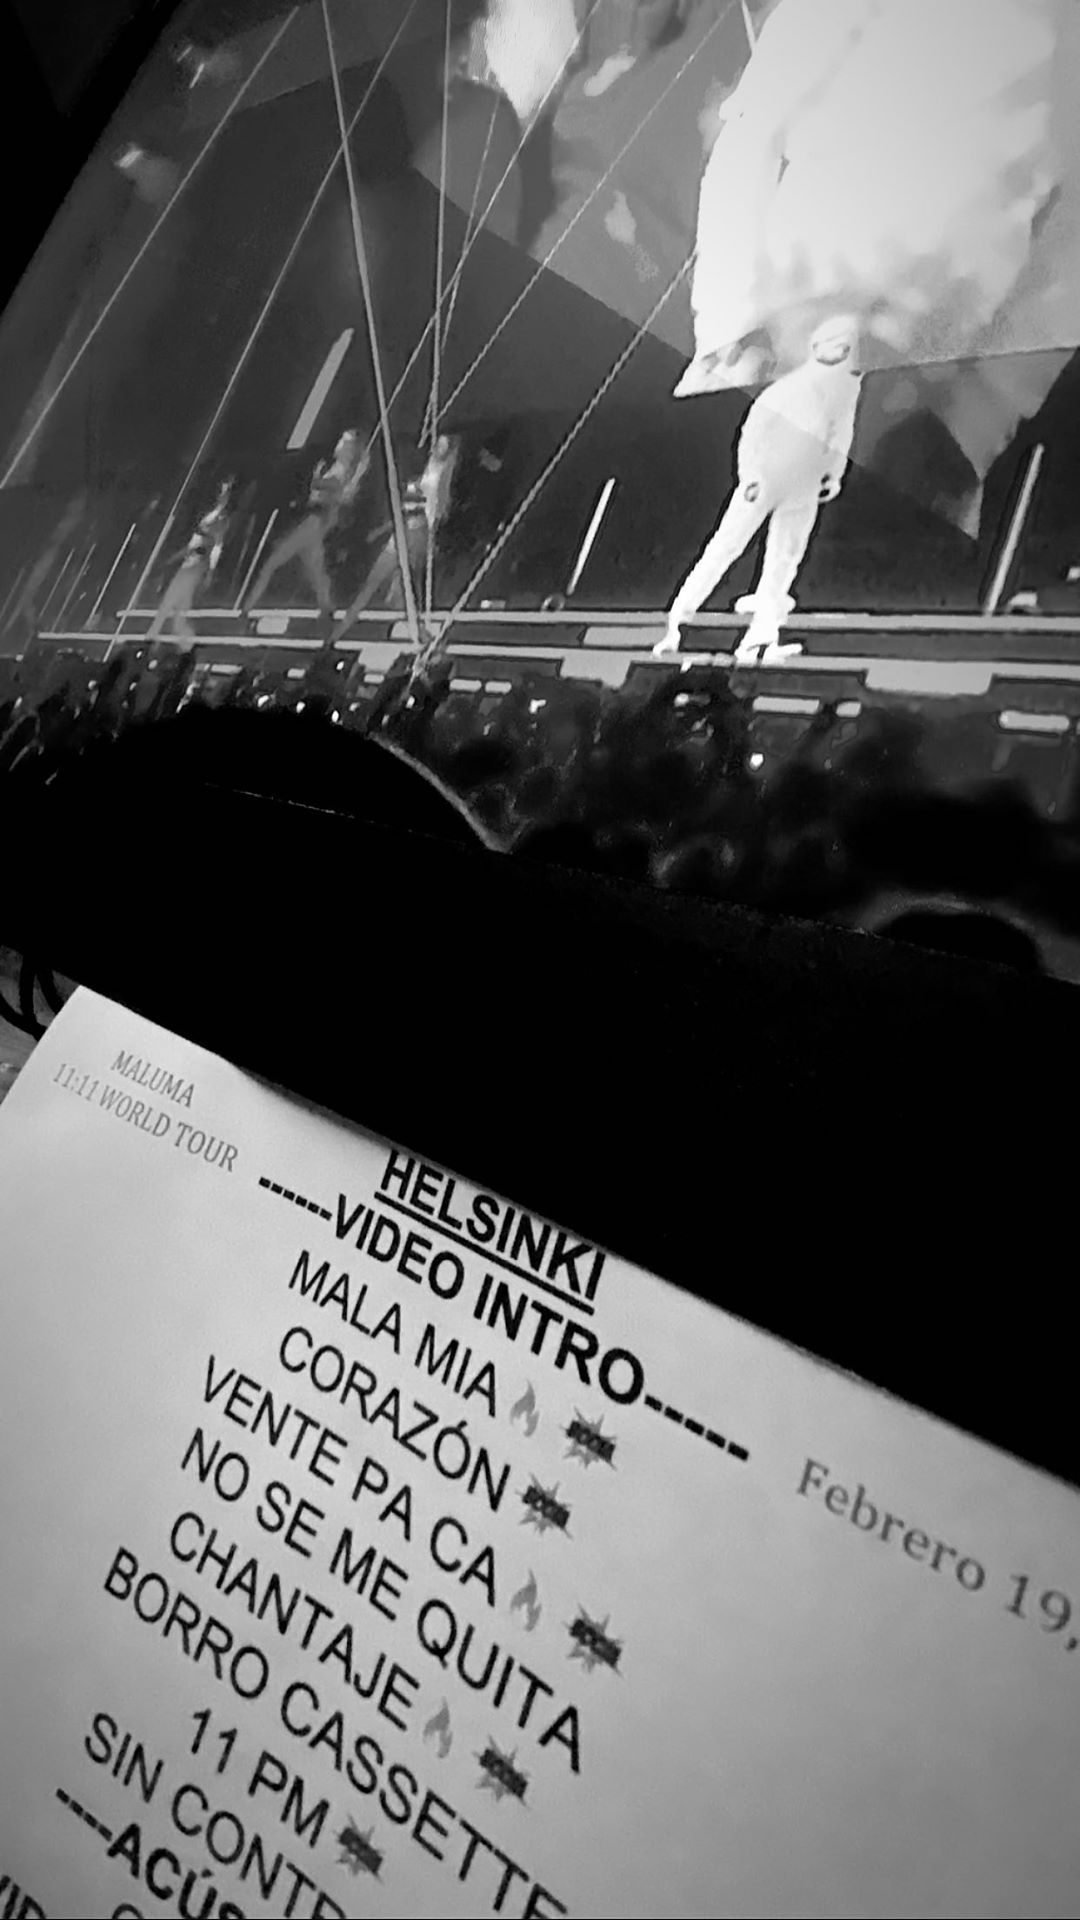 MALUMA
11:11 WORLD TOUR
HELSINKI
------VIDEO INTRO------
MALA MIA
CORAZÓN
VENTE PA CA
NO SE ME QUITA
CHANTAJE
BORRO CASSETTE
11 PM
SIN
Febrero 19,